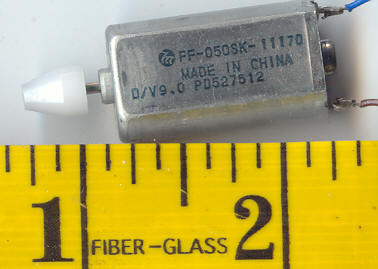 FF-050SK-11170
MADE IN CHINA
D/V9.0 PD527512
1 FIBER-GLASS 2